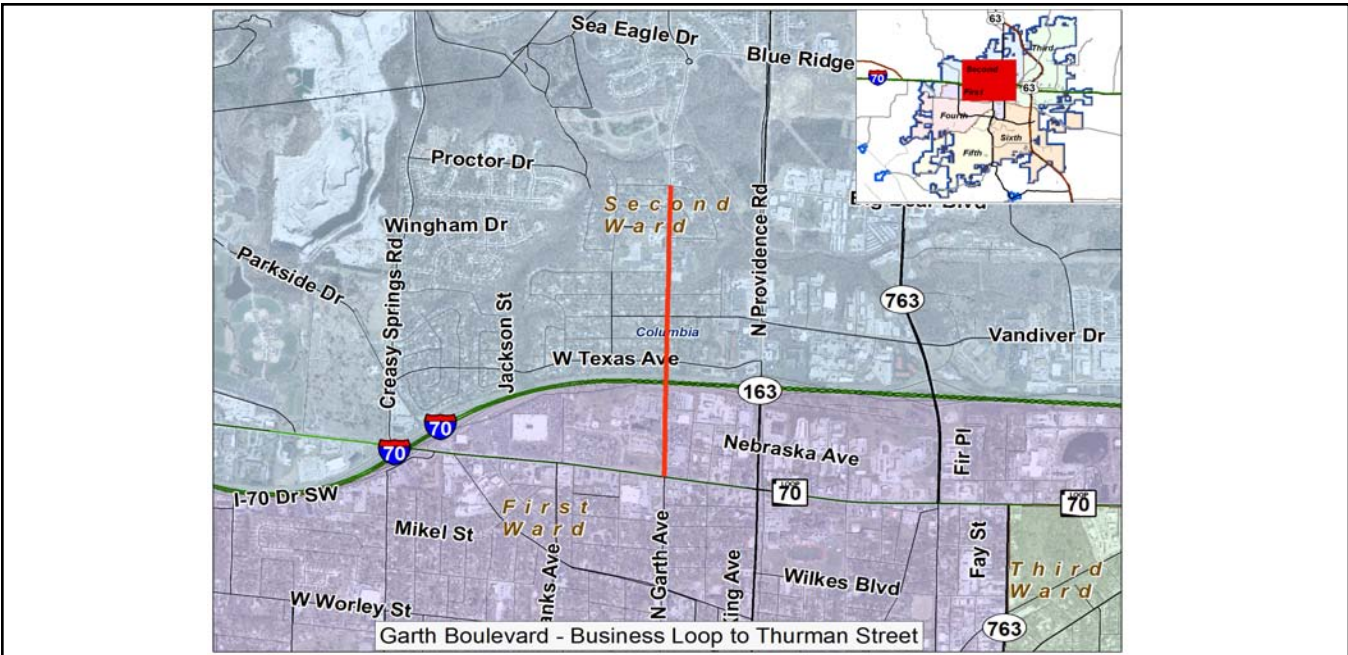 Sea Eagle Dr
Blue Ridge
63
Third
Second
70
63
First
Fourth
Sixth
Fifth
Proctor Dr
Second
Ward
Wingham Dr
Parkside Dr
Creasy Springs Rd
Jackson St
N Providence Rd
763
Columbia
Vandiver Dr
W Texas Ave
163
70
70
Nebraska Ave
Fir Pl
I-70 Dr SW
LOOP
70
LOOP
70
First
Ward
Mikel St
N Garth Ave
Wilkes Blvd
Fay St
Third
Ward
W Worley St
763
Garth Boulevard - Business Loop to Thurman Street